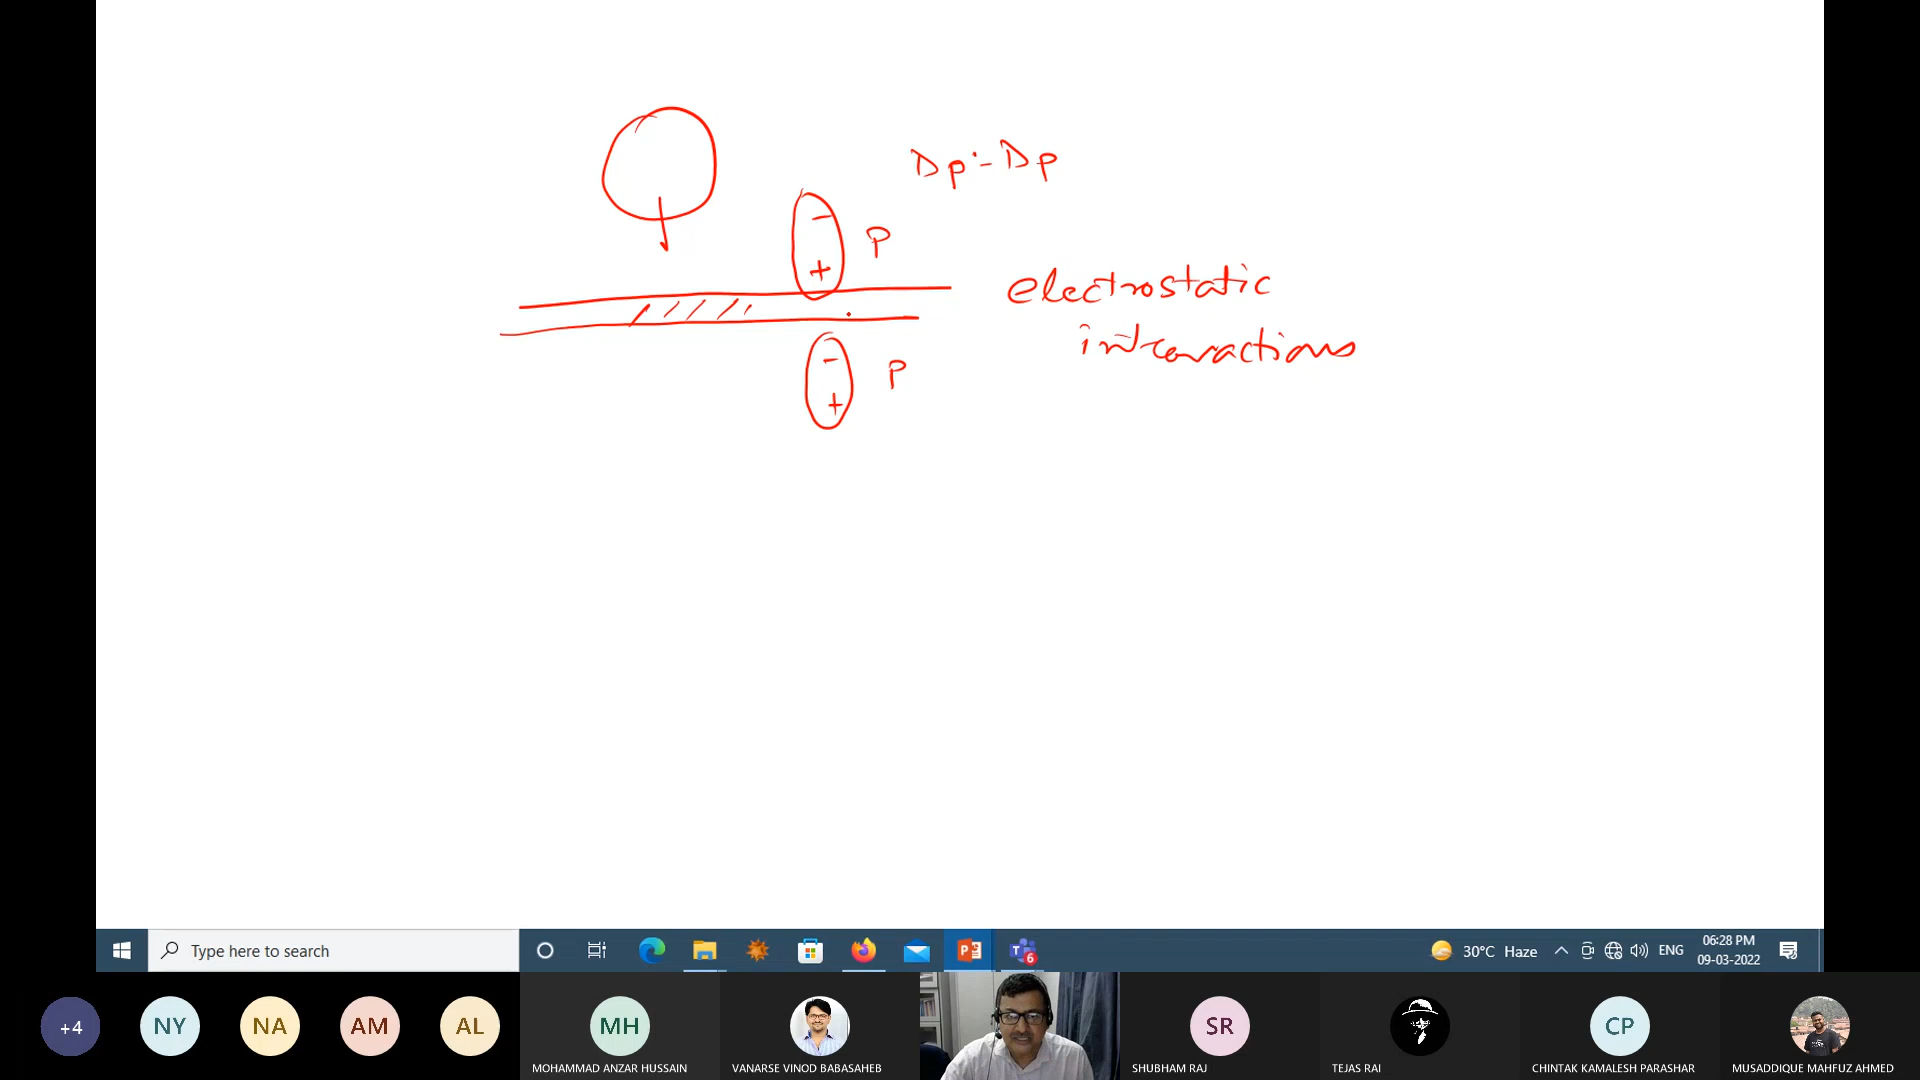 Dp:- Dp
-
P
+
electrostatic
interactions
-
P
+
Type here to search
6
30°C Haze
ENG
06:28 PM
09-03-2022
+4
NY
NA
AM
AL
MH
SR
CP
MOHAMMAD ANZAR HUSSAIN
VANARSE VINOD BABASAHEB
SHUBHAM RAJ
TEJAS RAI
CHINTAK KAMALESH PARASHAR
MUSADDIQUE MAHFUZ AHMED